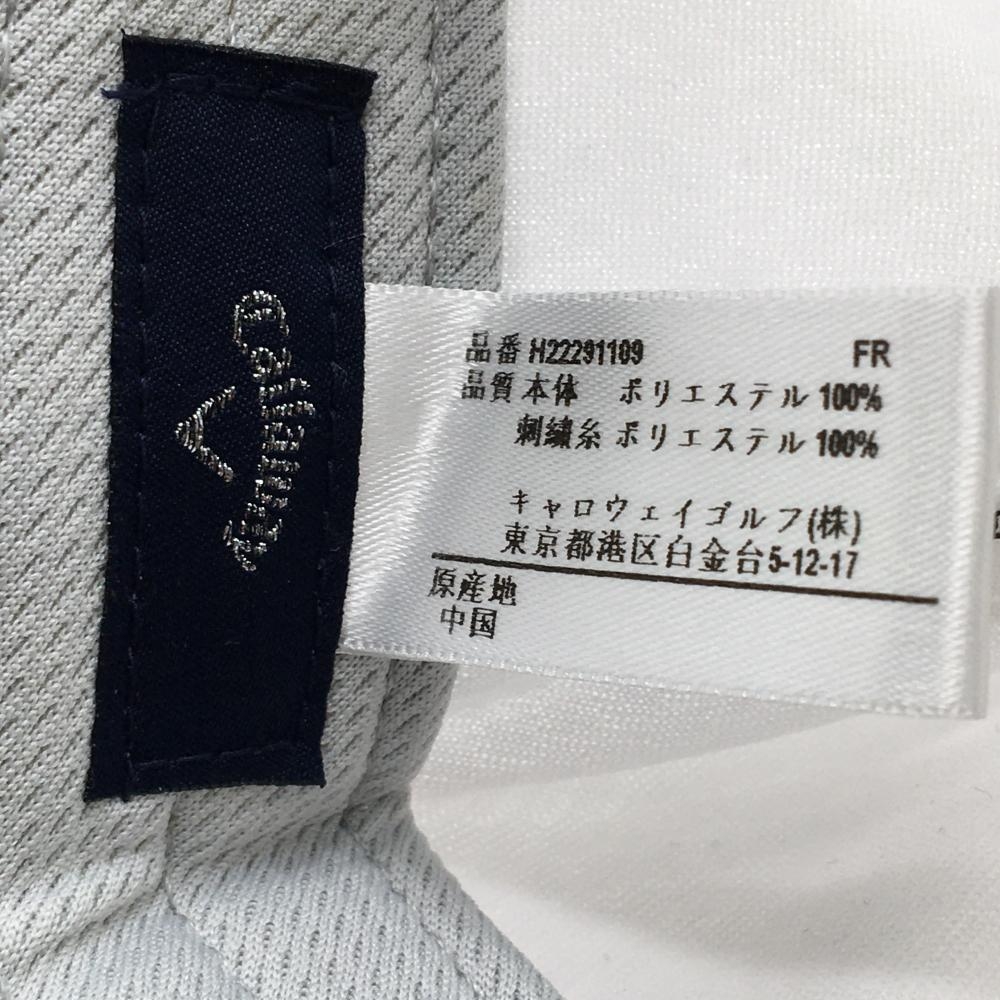 Callaway
品番 H22291109 FR
品質 本体 ポリエステル 100%
刺繍糸 ポリエステル 100%
キャロウェイゴルフ(株)
東京都港区白金台5-12-17
原産地
中国